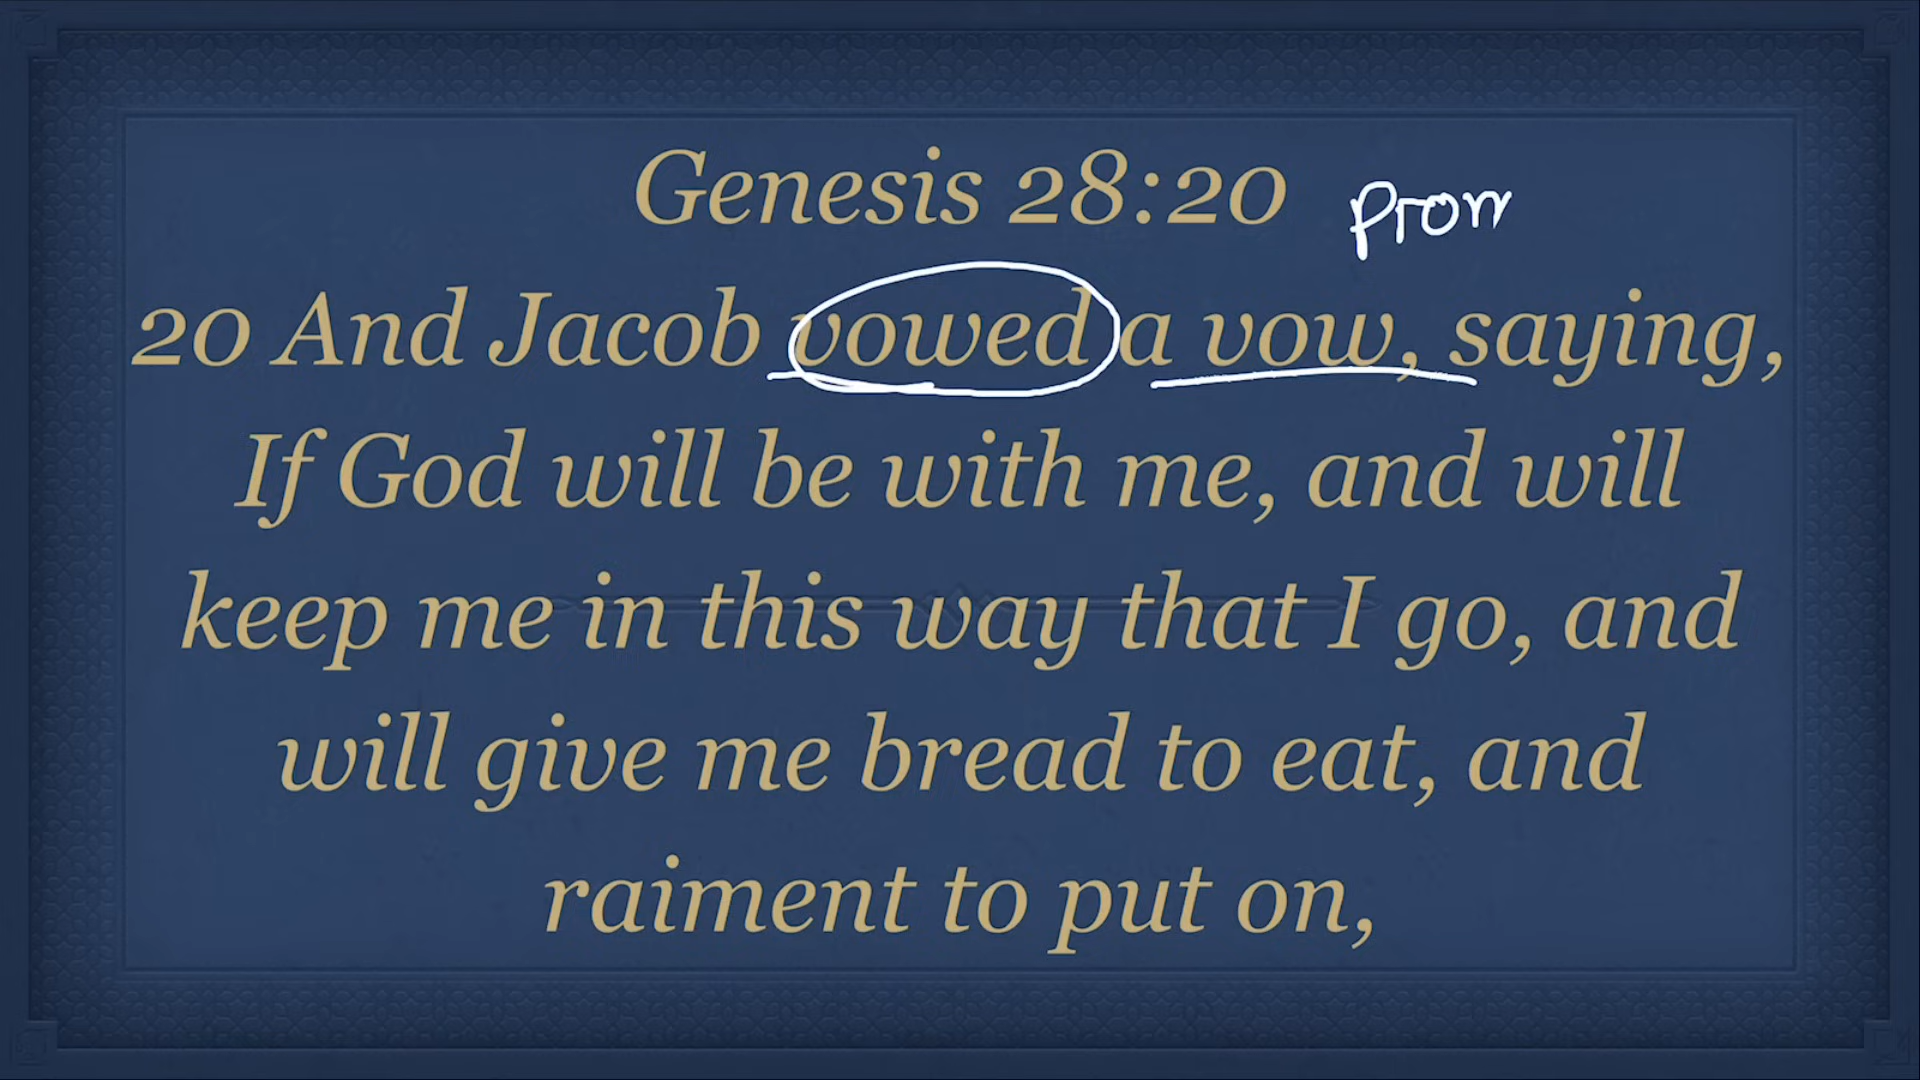 Genesis 28:20
Prom
20 And Jacob vowed a vow, saying,
If God will be with me, and will
keep me in this way that I go, and
will give me bread to eat, and
raiment to put on,